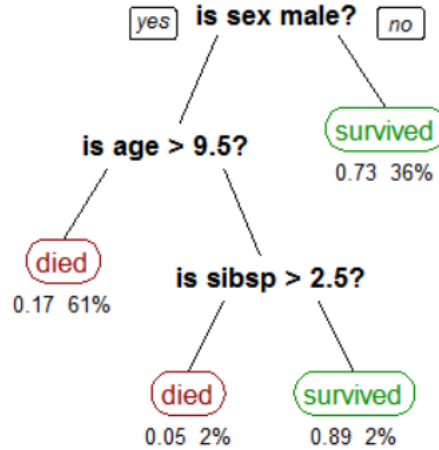 yes is sex male? no
survived
0.73 36%
is age > 9.5?
died
0.17 61%
is sibsp > 2.5?
died survived
0.05 2% 0.89 2%